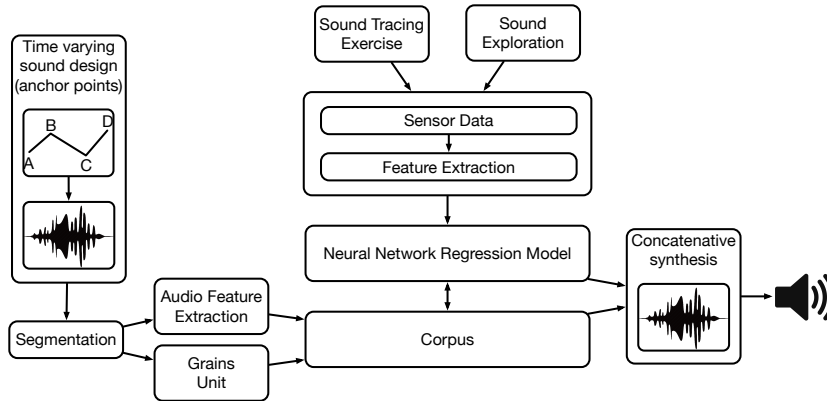 Time varying
sound design
(anchor points)
A
B
C
D
Segmentation
Audio Feature
Extraction
Grains
Unit
Sound Tracing
Exercise
Sound
Exploration
Sensor Data
Feature Extraction
Neural Network Regression Model
Corpus
Concatenative
synthesis